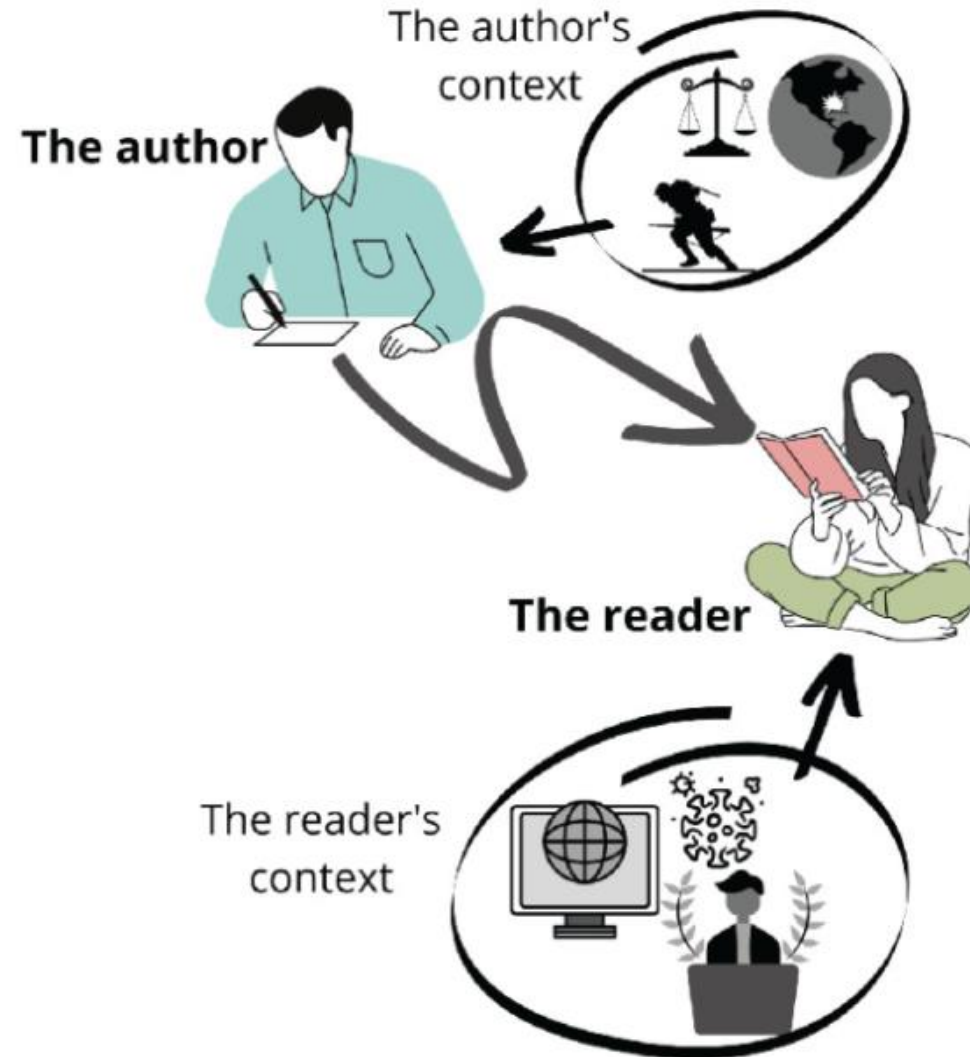 The author's
context
The author
The reader
The reader's
context